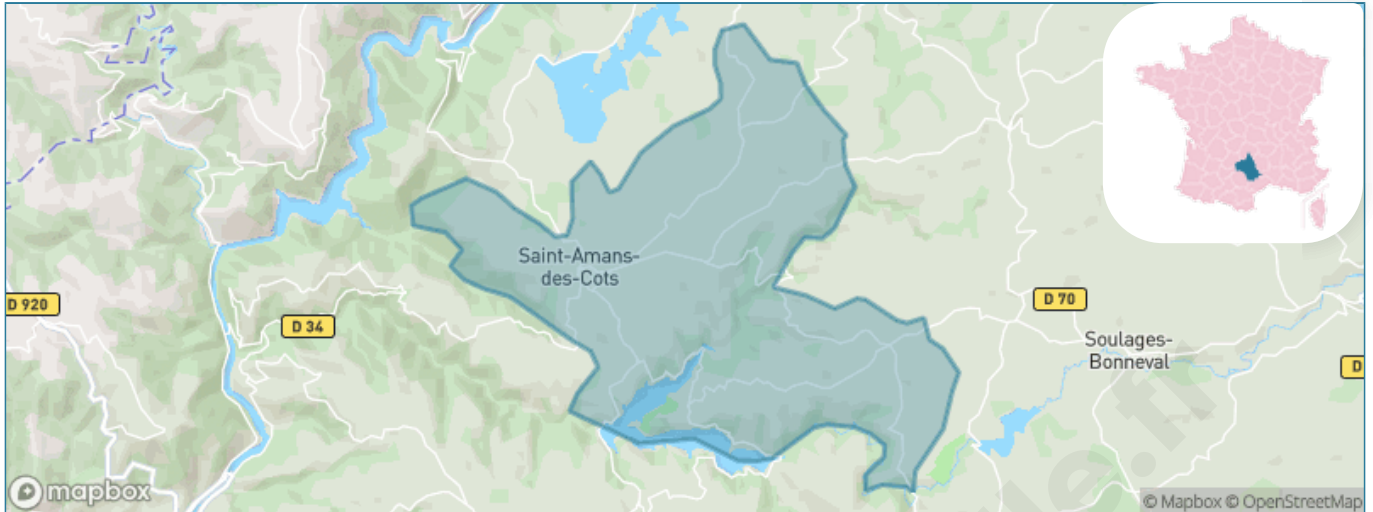 Saint-Amans-
des-Cots
D 920
D 34
D 70
Soulages-
Bonneval
D
mapbox
© Mapbox © OpenStreetMap